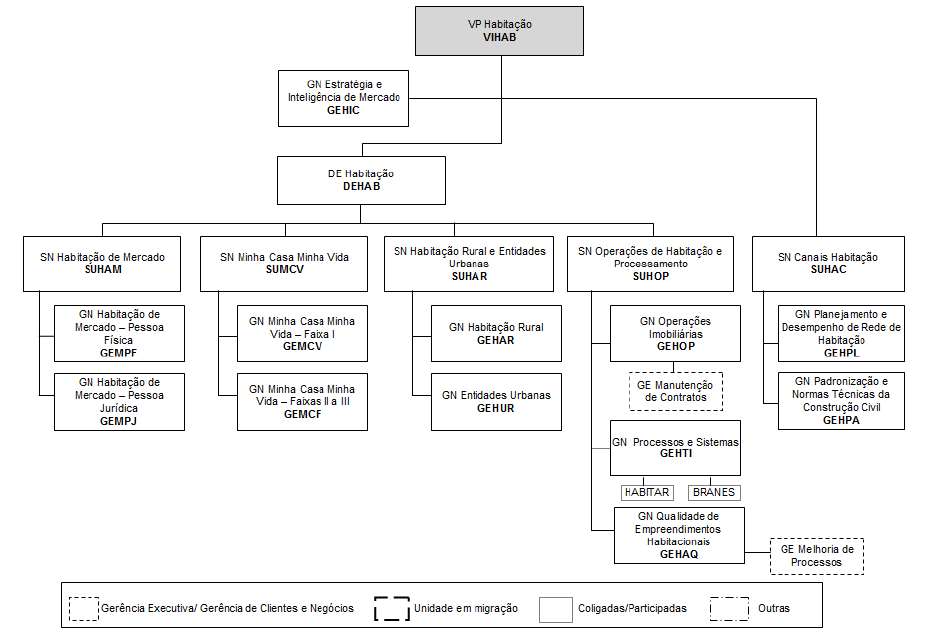 VP Habitação
VIHAB
GN Estratégia e
Inteligência de Mercado
GEHIC
DE Habitação
DEHAB
SN Habitação de Mercado
SUHAM
SN Minha Casa Minha Vida
SUMCV
SN Habitação Rural e Entidades
Urbanas
SUHAR
SN Operações de Habitação e
Processamento
SUHOP
SN Canais Habitação
SUHAC
GN Habitação de
Mercado – Pessoa
Física
GEMPF
GN Habitação de
Mercado – Pessoa
Jurídica
GEMPJ
GN Minha Casa Minha
Vida – Faixa I
GEMCV
GN Minha Casa Minha
Vida – Faixas II a III
GEMCF
GN Habitação Rural
GEHAR
GN Entidades Urbanas
GEHUR
GN Operações
Imobiliárias
GEHOP
GE Manutenção
de Contratos
GN Processos e Sistemas
GEHTI
HABITAR
BRANES
GN Qualidade de
Empreendimentos
Habitacionais
GEHAQ
GE Melhoria de
Processos
GN Planejamento e
Desempenho de Rede de
Habitação
GEHPL
GN Padronização e
Normas Técnicas da
Construção Civil
GEHPA
Gerência Executiva/ Gerência de Clientes e Negócios
Unidade em migração
Coligadas/Participadas
Outras